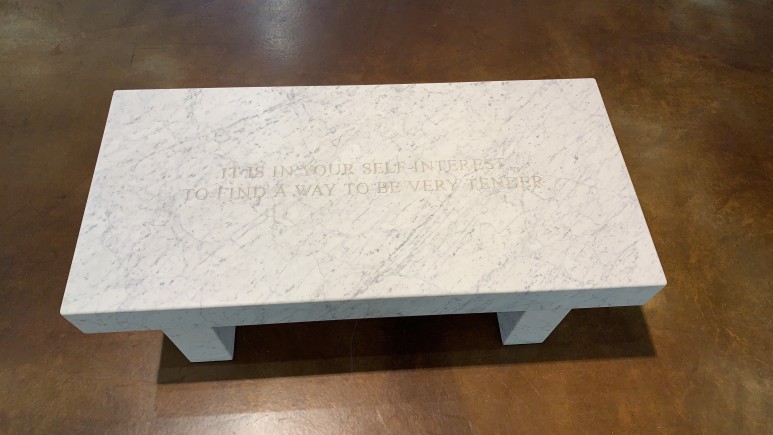 IT IS IN YOUR SELF-INTEREST
TO FIND A WAY TO BE VERY TENDER